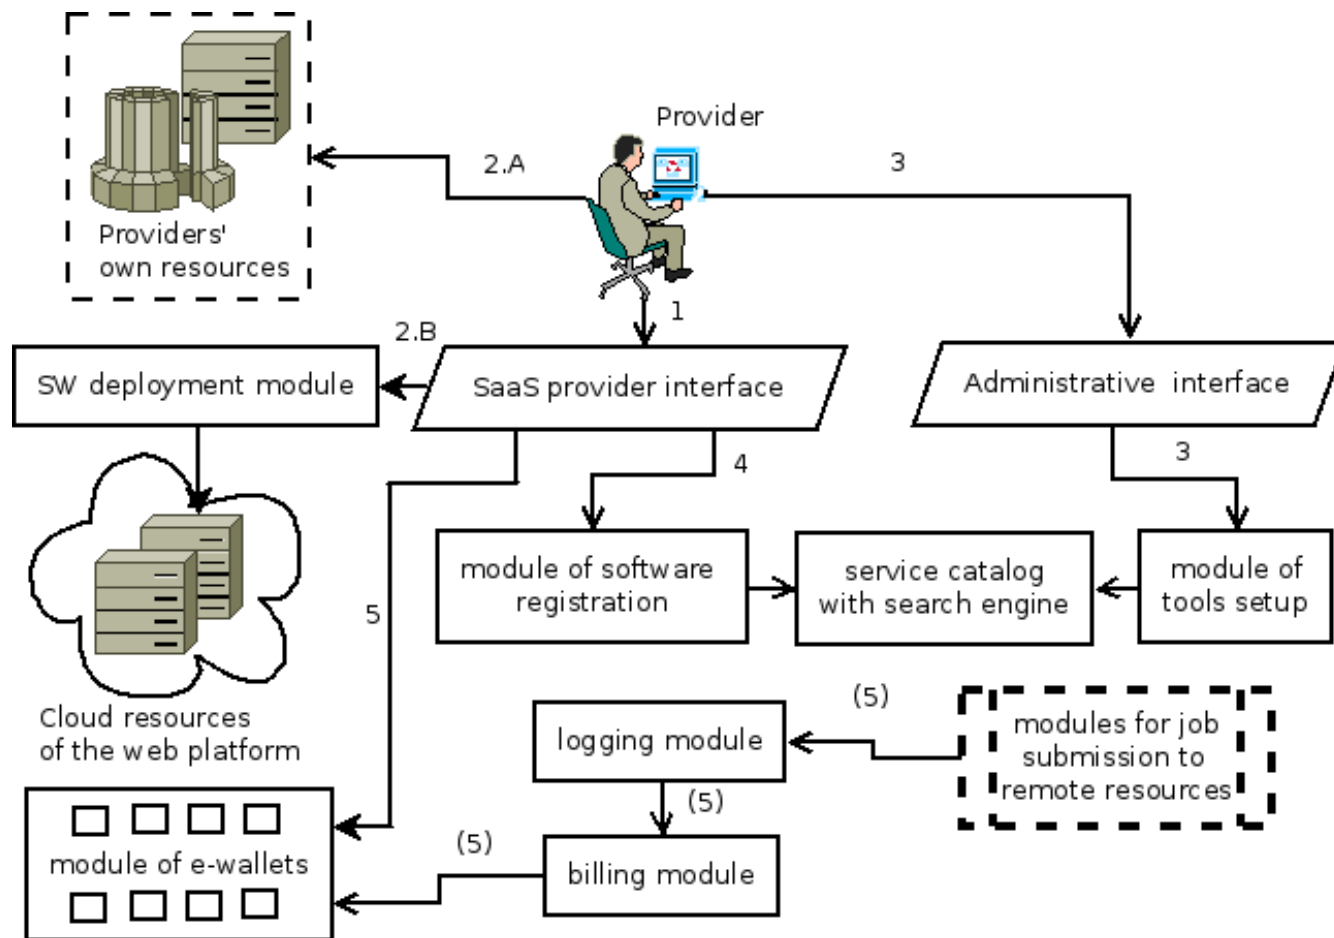 Provider
2.A
3
Providers'
own resources
1
2.B
SW deployment module
SaaS provider interface
Administrative interface
4
3
module of software
registration
service catalog
with search engine
module of
tools setup
5
Cloud resources
of the web platform
(5)
logging module
modules for job
submission to
remote resources
(5)
module of e-wallets
(5)
billing module